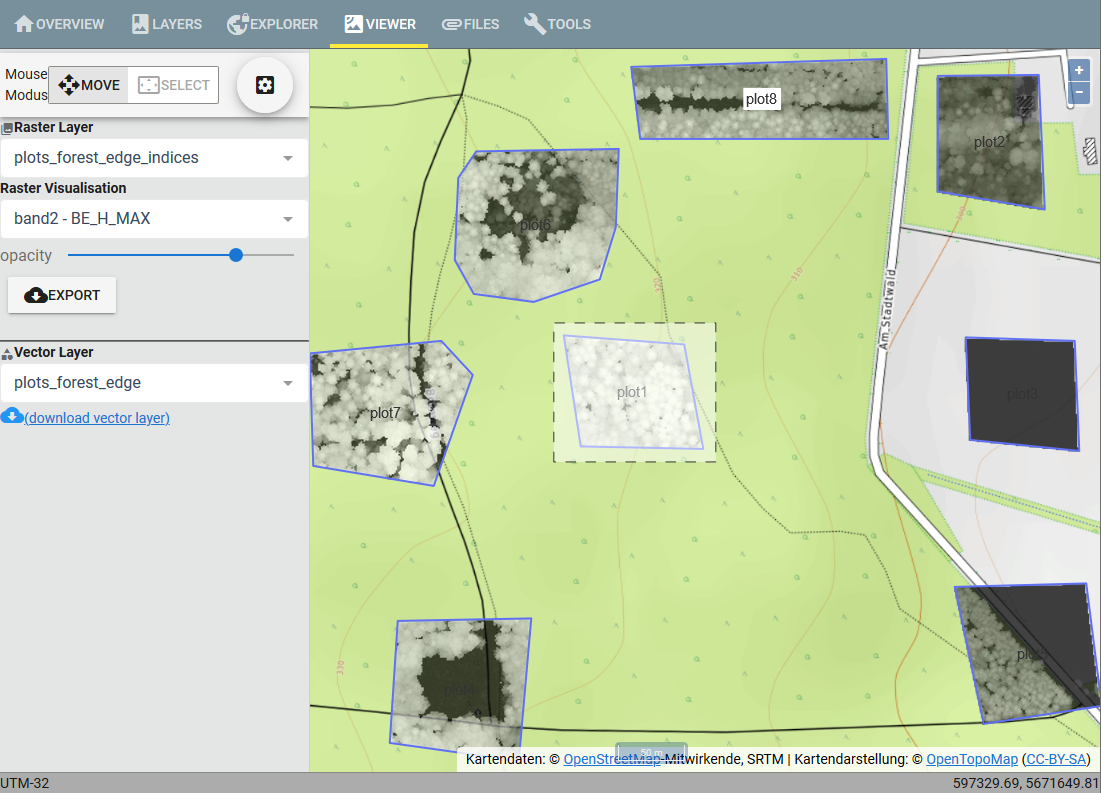 OVERVIEW LAYERS EXPLORER VIEWER FILES TOOLS
Mouse
Modus
MOVE SELECT
Raster Layer
plots_forest_edge_indices
Raster Visualisation
band2 - BE_H_MAX
opacity
EXPORT
Vector Layer
plots_forest_edge
(download vector layer)
+
−
plot8
plot2
plot6
310
320
Am Stadtwald
plot1
plot3
plot7
330
plot4
50 m
Kartendaten: © OpenStreetMap-Mitwirkende, SRTM | Kartendarstellung: © OpenTopoMap (CC-BY-SA)
UTM-32 597329.69, 5671649.81